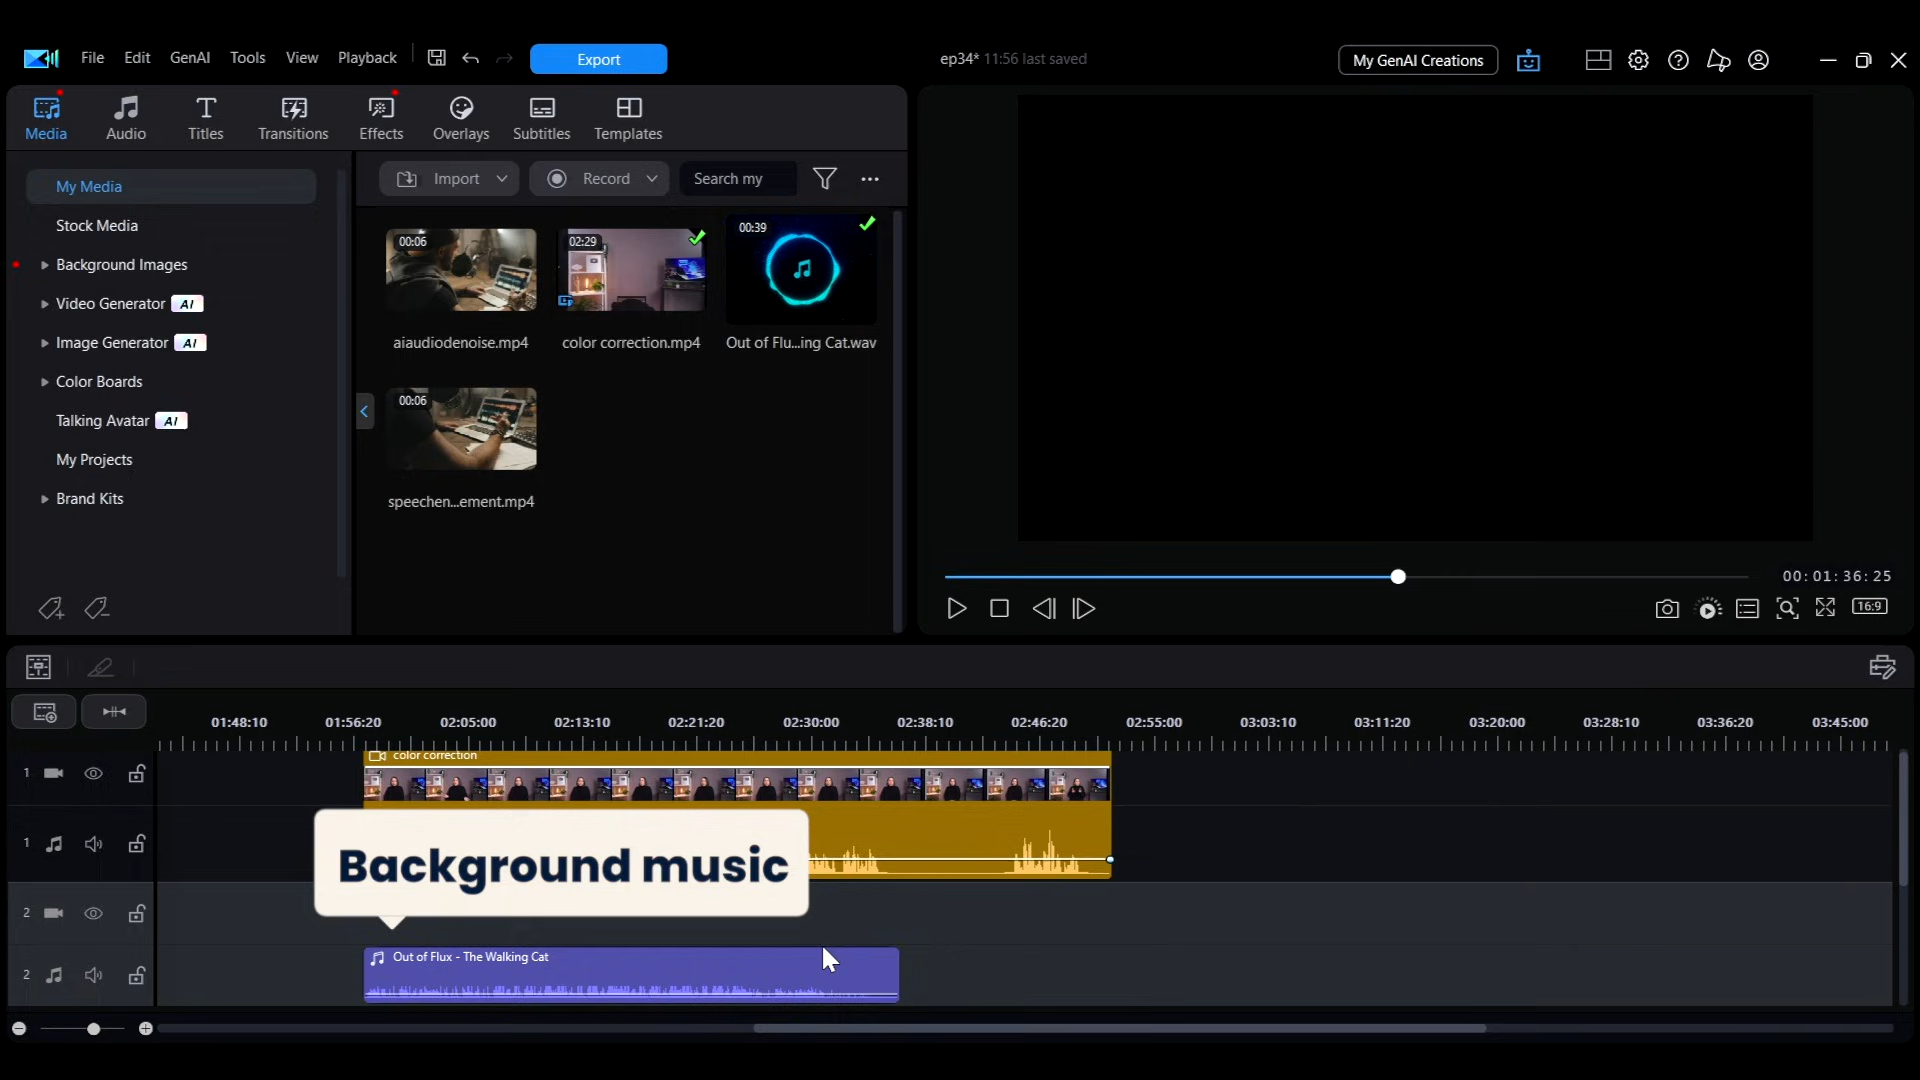 File Edit GenAI Tools View Playback Export ep34* 11:56 last saved My GenAI Creations
Media Audio Titles Transitions Effects Overlays Subtitles Templates
Import Record Search my
My Media
Stock Media
Background Images
Video Generator AI
Image Generator AI
Color Boards
Talking Avatar AI
My Projects
Brand Kits
00:06 02:29 00:39
aiaudiodenoise.mp4 color correction.mp4 Out of Flu...ing Cat.wav
00:06
speechen...ement.mp4
00:01:36:25
16:9
01:48:10 01:56:20 02:05:00 02:13:10 02:21:20 02:30:00 02:38:10 02:46:20 02:55:00 03:03:10 03:11:20 03:20:00 03:28:10 03:36:20 03:45:00
color correction
1
1
Background music
2
Out of Flux - The Walking Cat
2